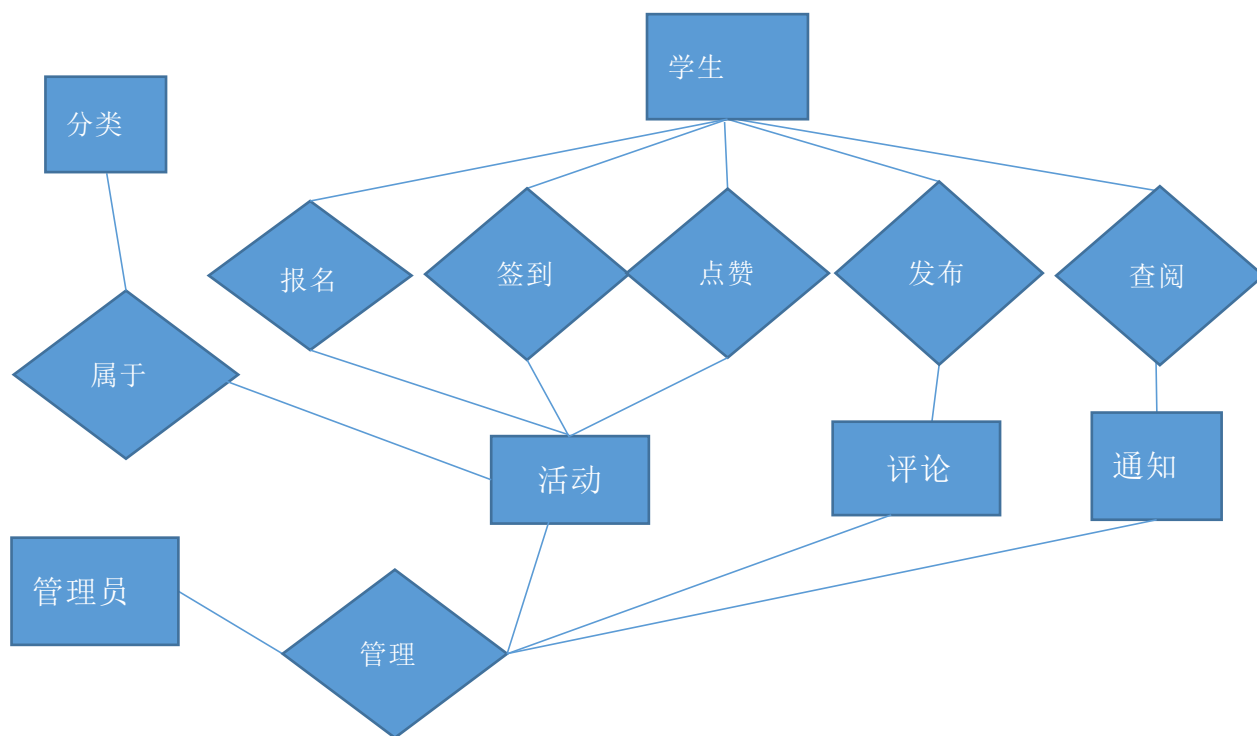 学生
分类
报名
签到
点赞
发布
查阅
属于
活动
评论
通知
管理员
管理